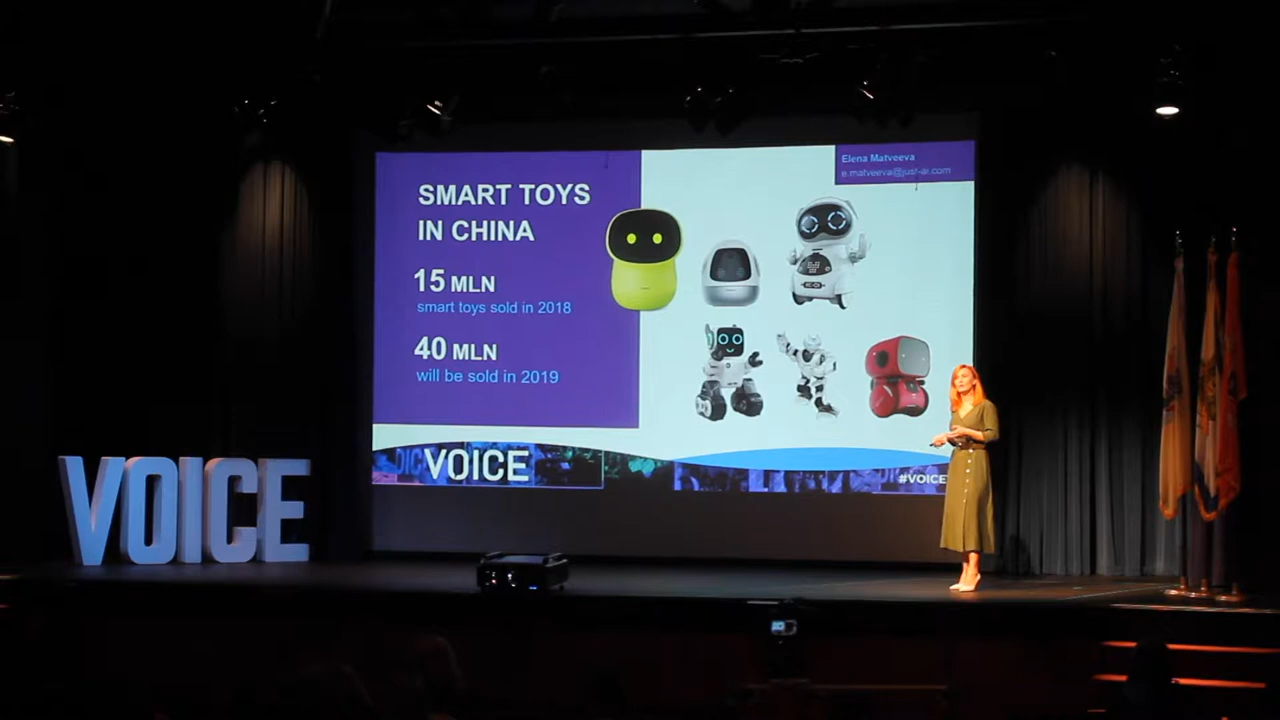 SMART TOYS
IN CHINA
15 MLN
smart toys sold in 2018
40 MLN
will be sold in 2019
Elena Matveeva
e.matveeva@just-ai.com
VOICE
#VOICE
VOICE